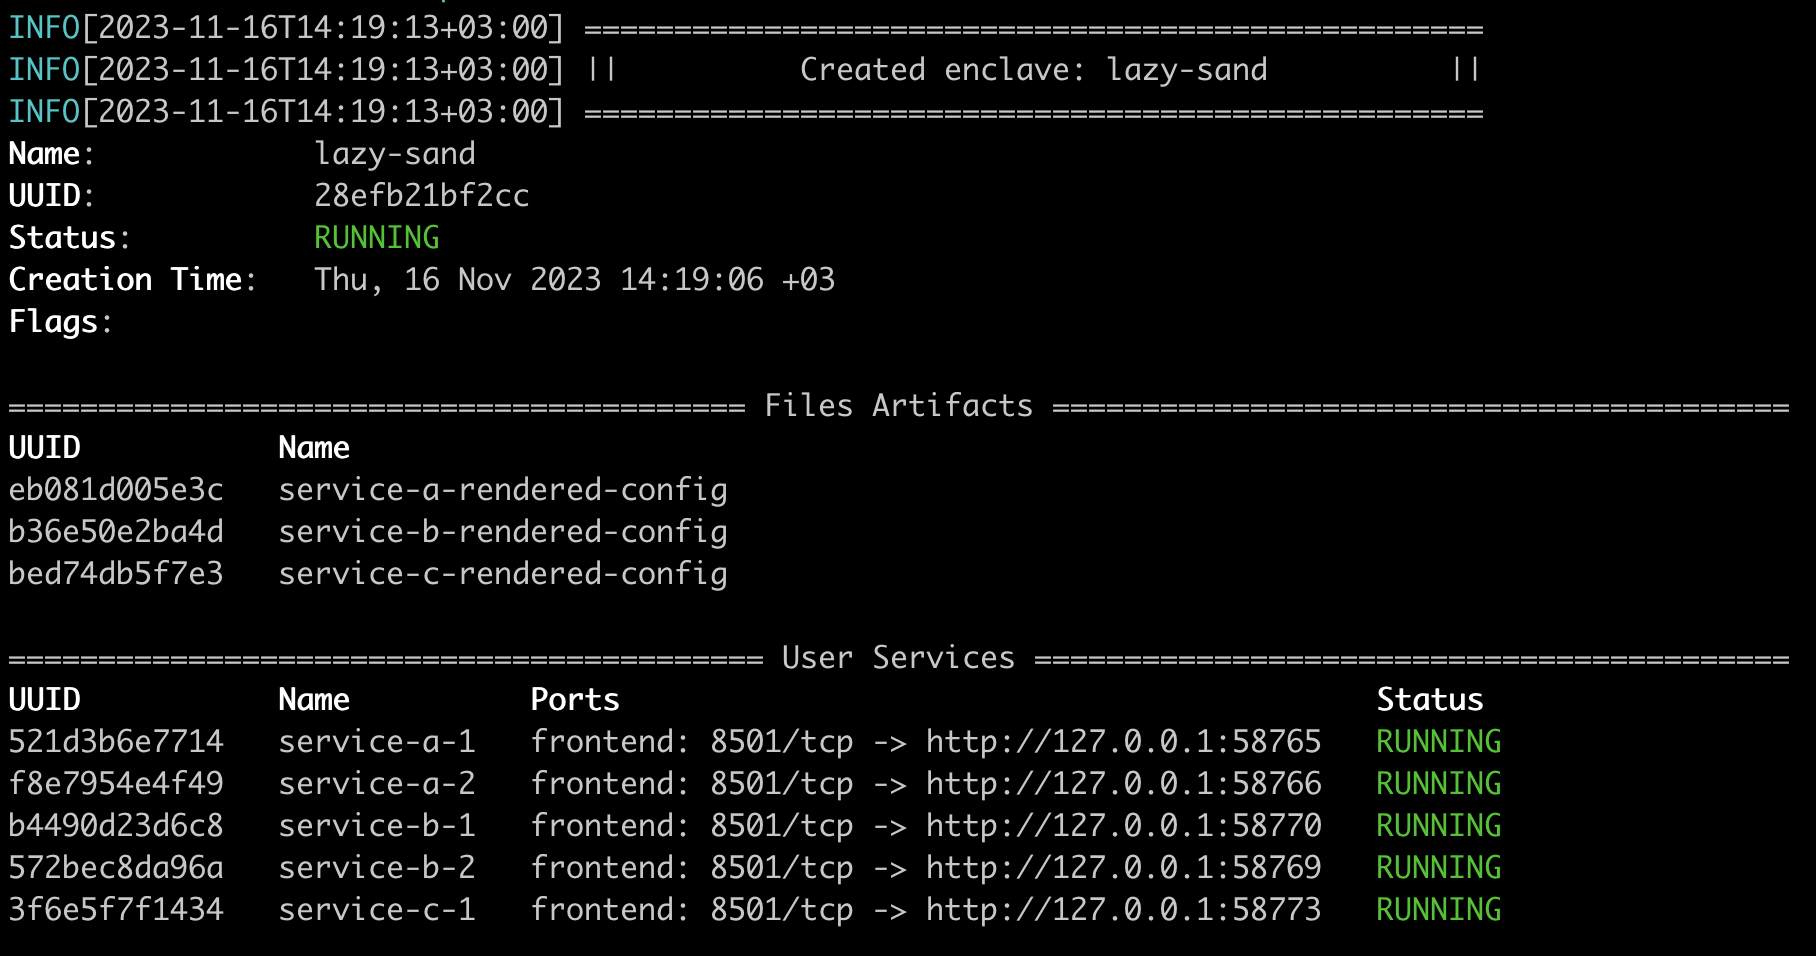 INFO[2023-11-16T14:19:13+03:00] ==================================================
INFO[2023-11-16T14:19:13+03:00] ||          Created enclave: lazy-sand          ||
INFO[2023-11-16T14:19:13+03:00] ==================================================
Name:            lazy-sand
UUID:            28efb21bf2cc
Status:          RUNNING
Creation Time:   Thu, 16 Nov 2023 14:19:06 +03
Flags:
========================================= Files Artifacts =========================================
UUID           Name
eb081d005e3c   service-a-rendered-config
b36e50e2ba4d   service-b-rendered-config
bed74db5f7e3   service-c-rendered-config
========================================== User Services ==========================================
UUID           Name          Ports                                          Status
521d3b6e7714   service-a-1   frontend: 8501/tcp -> http://127.0.0.1:58765   RUNNING
f8e7954e4f49   service-a-2   frontend: 8501/tcp -> http://127.0.0.1:58766   RUNNING
b4490d23d6c8   service-b-1   frontend: 8501/tcp -> http://127.0.0.1:58770   RUNNING
572bec8da96a   service-b-2   frontend: 8501/tcp -> http://127.0.0.1:58769   RUNNING
3f6e5f7f1434   service-c-1   frontend: 8501/tcp -> http://127.0.0.1:58773   RUNNING